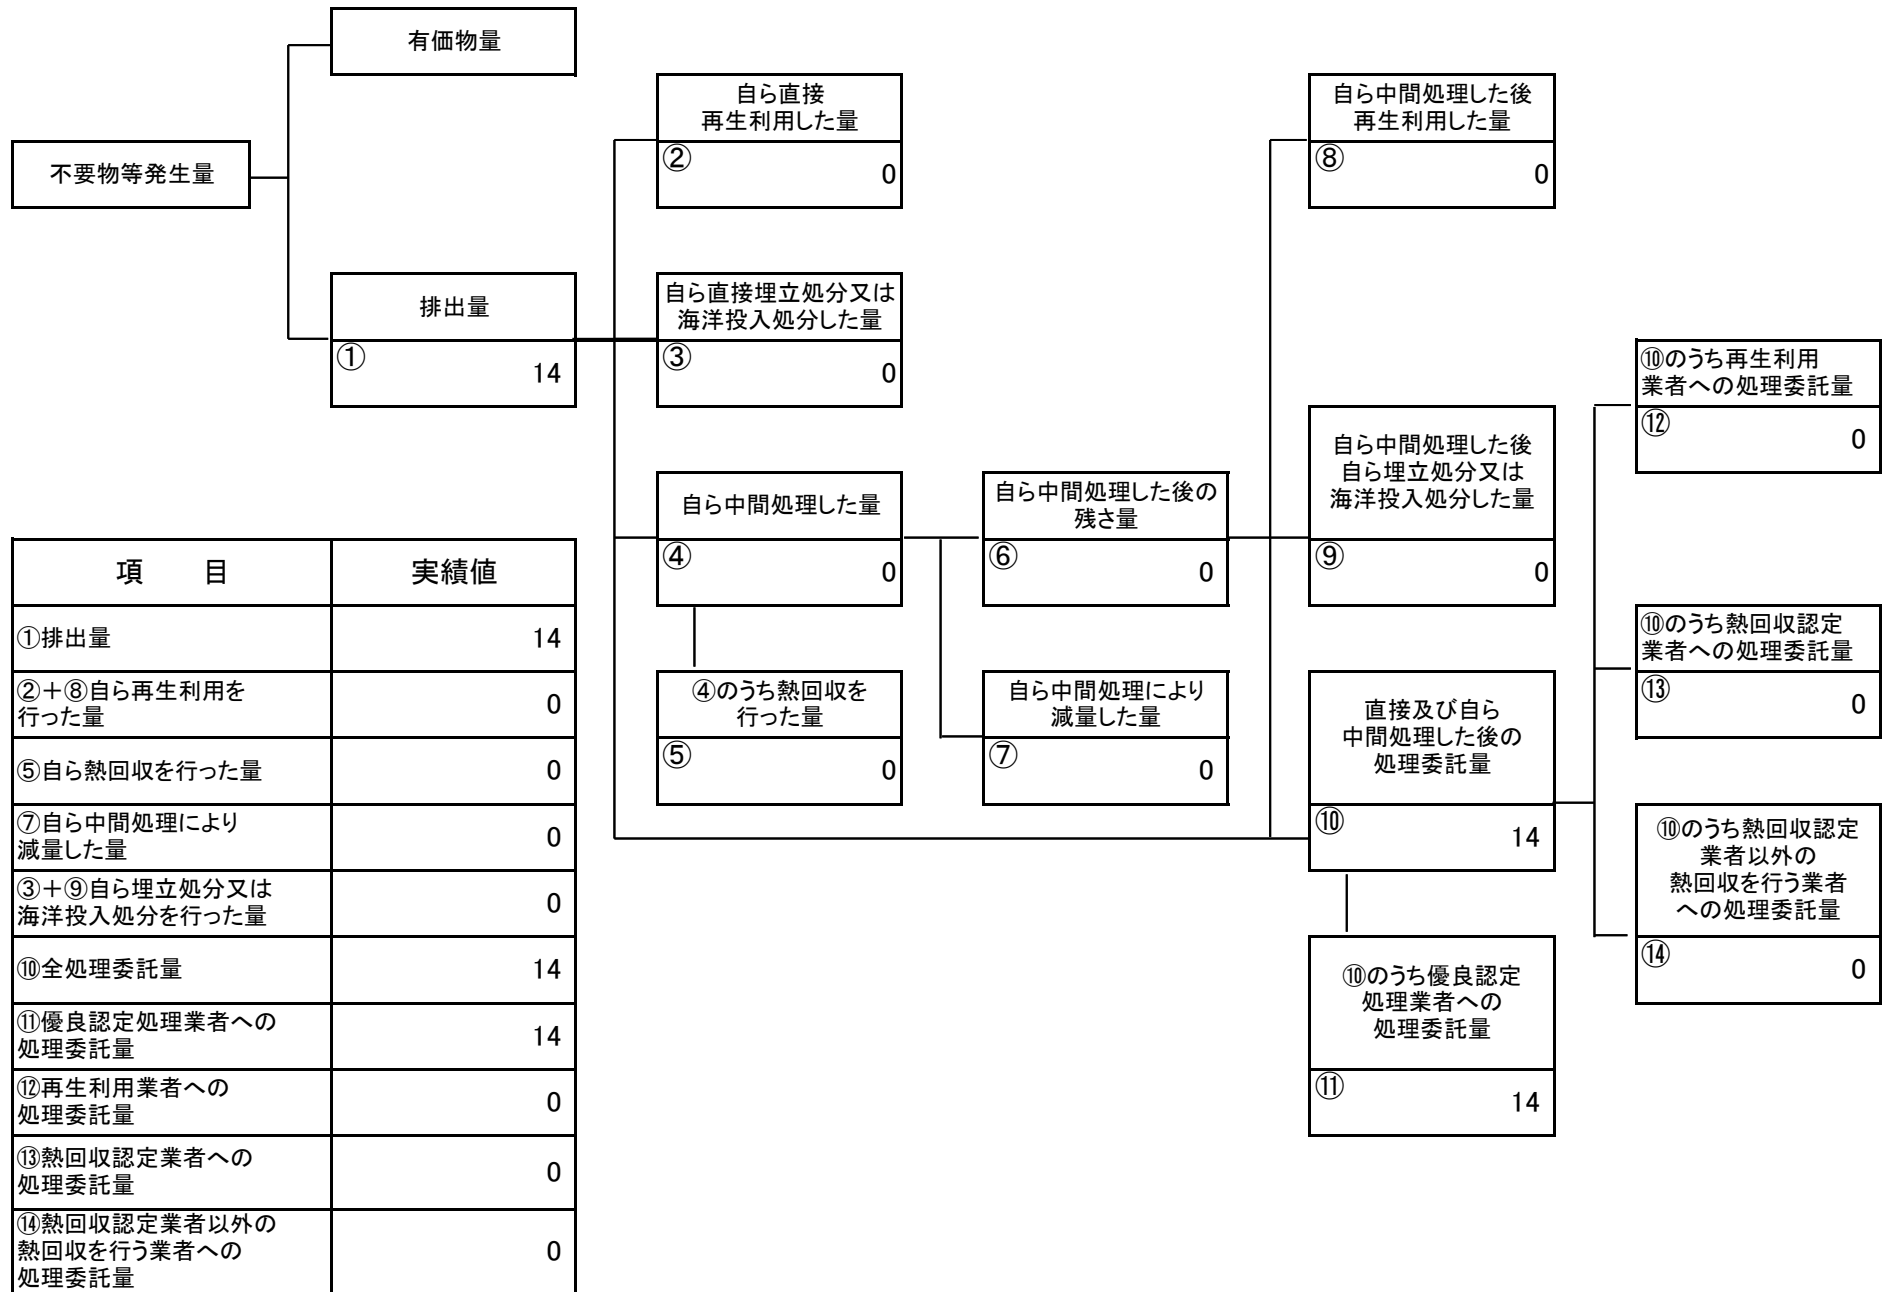 有価物量
不要物等発生量
排出量
①
14
自ら直接
再生利用した量
②
0
自ら直接埋立処分又は
海洋投入処分した量
③
0
自ら中間処理した量
④
0
④のうち熱回収を
行った量
⑤
0
自ら中間処理した後の
残さ量
⑥
0
自ら中間処理により
減量した量
⑦
0
自ら中間処理した後
再生利用した量
⑧
0
自ら中間処理した後
自ら埋立処分又は
海洋投入処分した量
⑨
0
直接及び自ら
中間処理した後の
処理委託量
⑩
14
⑩のうち優良認定
処理業者への
処理委託量
⑪
14
⑩のうち再生利用
業者への処理委託量
⑫
0
⑩のうち熱回収認定
業者への処理委託量
⑬
0
⑩のうち熱回収認定
業者以外の
熱回収を行う業者
への処理委託量
⑭
0
項 目 実績値
①排出量 14
②+⑧自ら再生利用を
行った量 0
⑤自ら熱回収を行った量 0
⑦自ら中間処理により
減量した量 0
③+⑨自ら埋立処分又は
海洋投入処分を行った量 0
⑩全処理委託量 14
⑪優良認定処理業者への
処理委託量 14
⑫再生利用業者への
処理委託量 0
⑬熱回収認定業者への
処理委託量 0
⑭熱回収認定業者以外の
熱回収を行う業者への
処理委託量 0